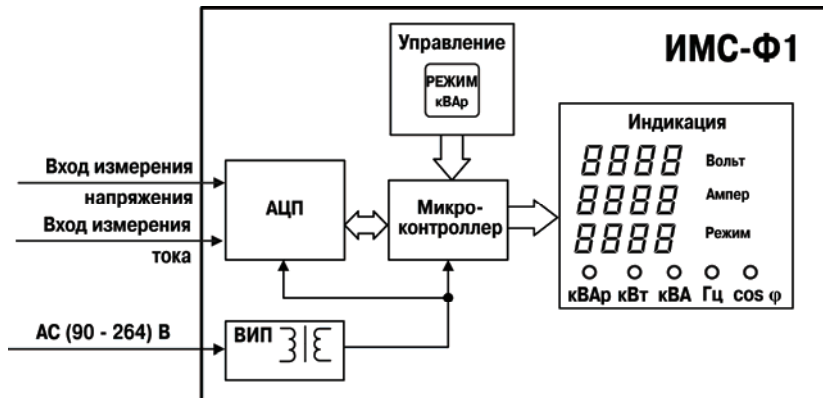 ИМС-Ф1
Управление
РЕЖИМ
кВАр
Индикация
8888 Вольт
8888 Ампер
8888 Режим
кВАр кВт кВА Гц cos φ
Вход измерения
напряжения
Вход измерения
тока
АЦП
Микро-
контроллер
AC (90 - 264) В
ВИП